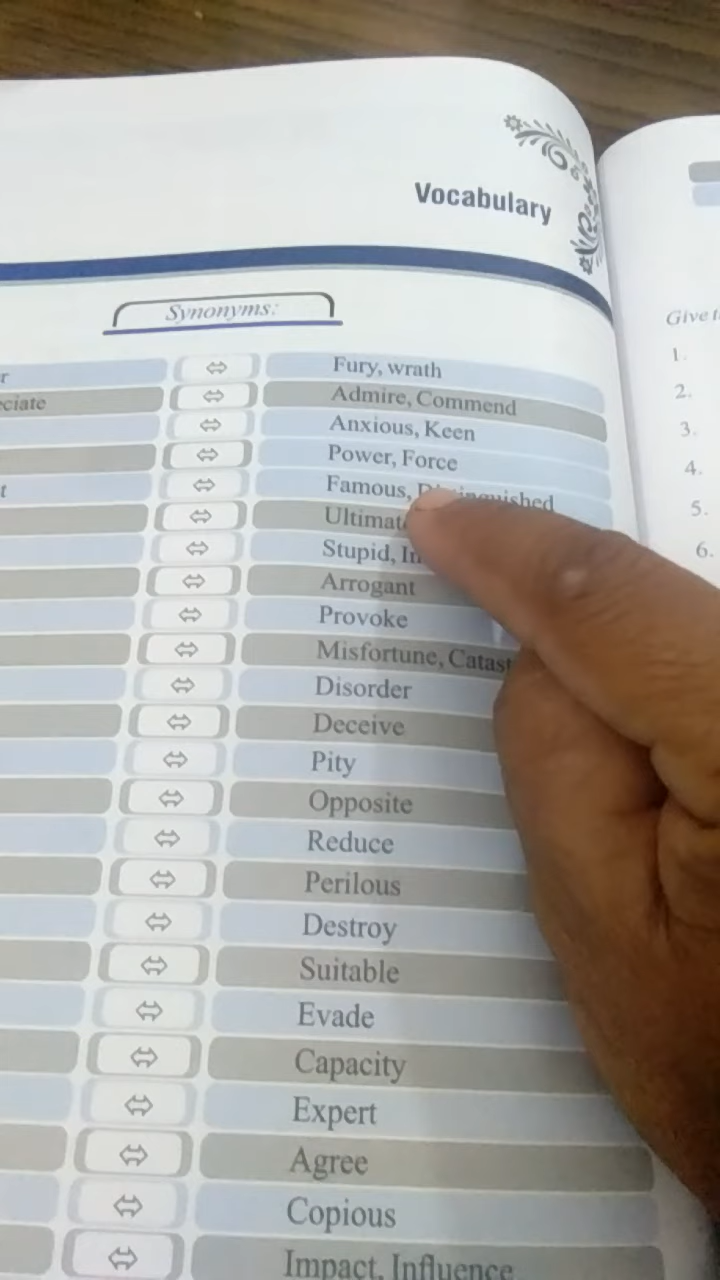 Vocabulary
Synonyms:
Fury, wrath
Admire, Commend
Anxious, Keen
Power, Force
Famous,
Stupid,
Arrogant
Provoke
Misfortune,
Disorder
Deceive
Pity
Opposite
Reduce
Perilous
Destroy
Suitable
Evade
Capacity
Expert
Agree
Copious
Impact, Influence
Give
1.
2.
3.
4.
5.
6.